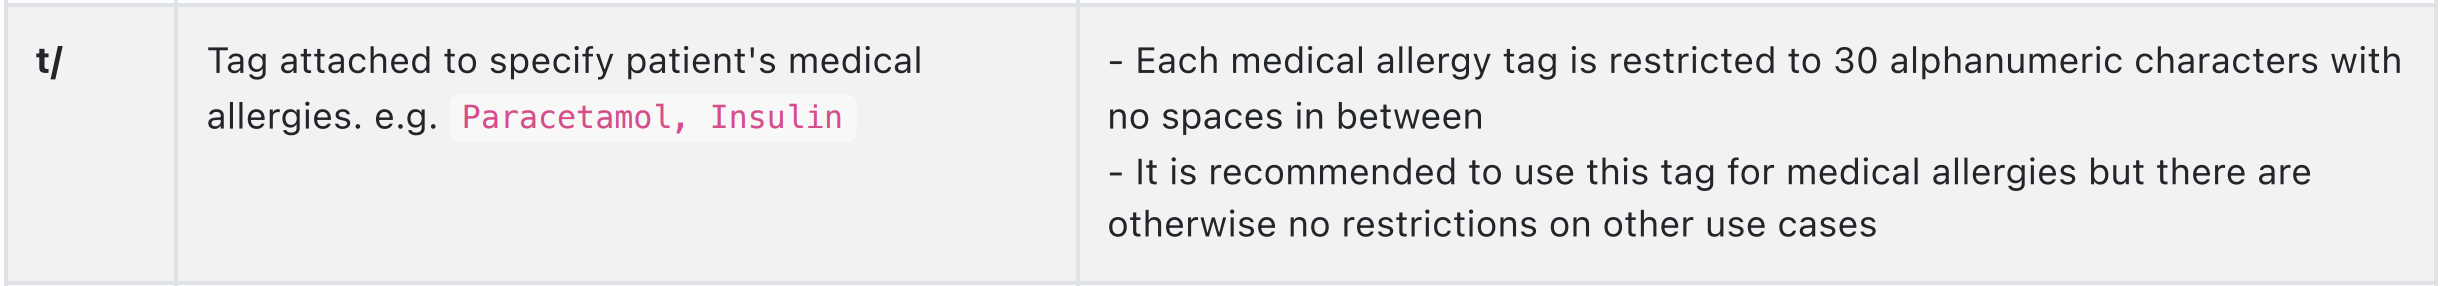 t/
Tag attached to specify patient's medical
allergies. e.g. Paracetamol, Insulin
- Each medical allergy tag is restricted to 30 alphanumeric characters with
no spaces in between
- It is recommended to use this tag for medical allergies but there are
otherwise no restrictions on other use cases